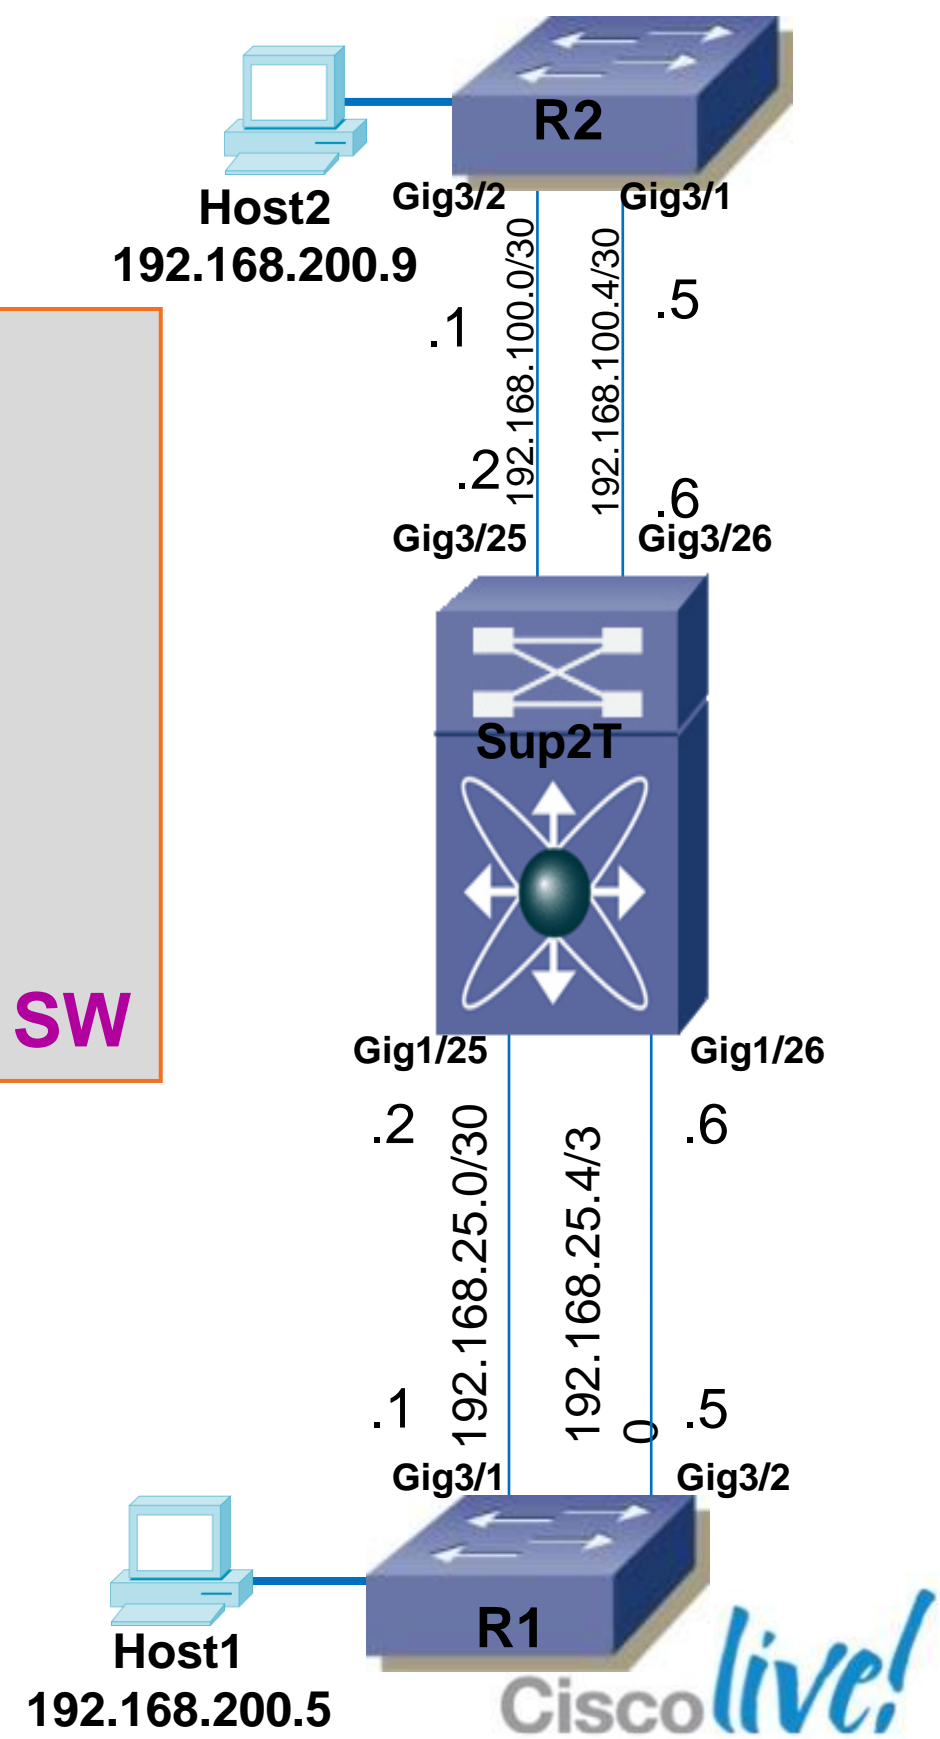 R2
Gig3/2
Gig3/1
Host2
192.168.200.9
192.168.100.0/30
192.168.100.4/30
.1
.5
.2
.6
Gig3/25
Gig3/26
Sup2T
SW
Gig1/25
Gig1/26
.2
.6
192.168.25.0/30
192.168.25.4/3
0
.1
.5
Gig3/1
Gig3/2
R1
Host1
192.168.200.5
Cisco live!